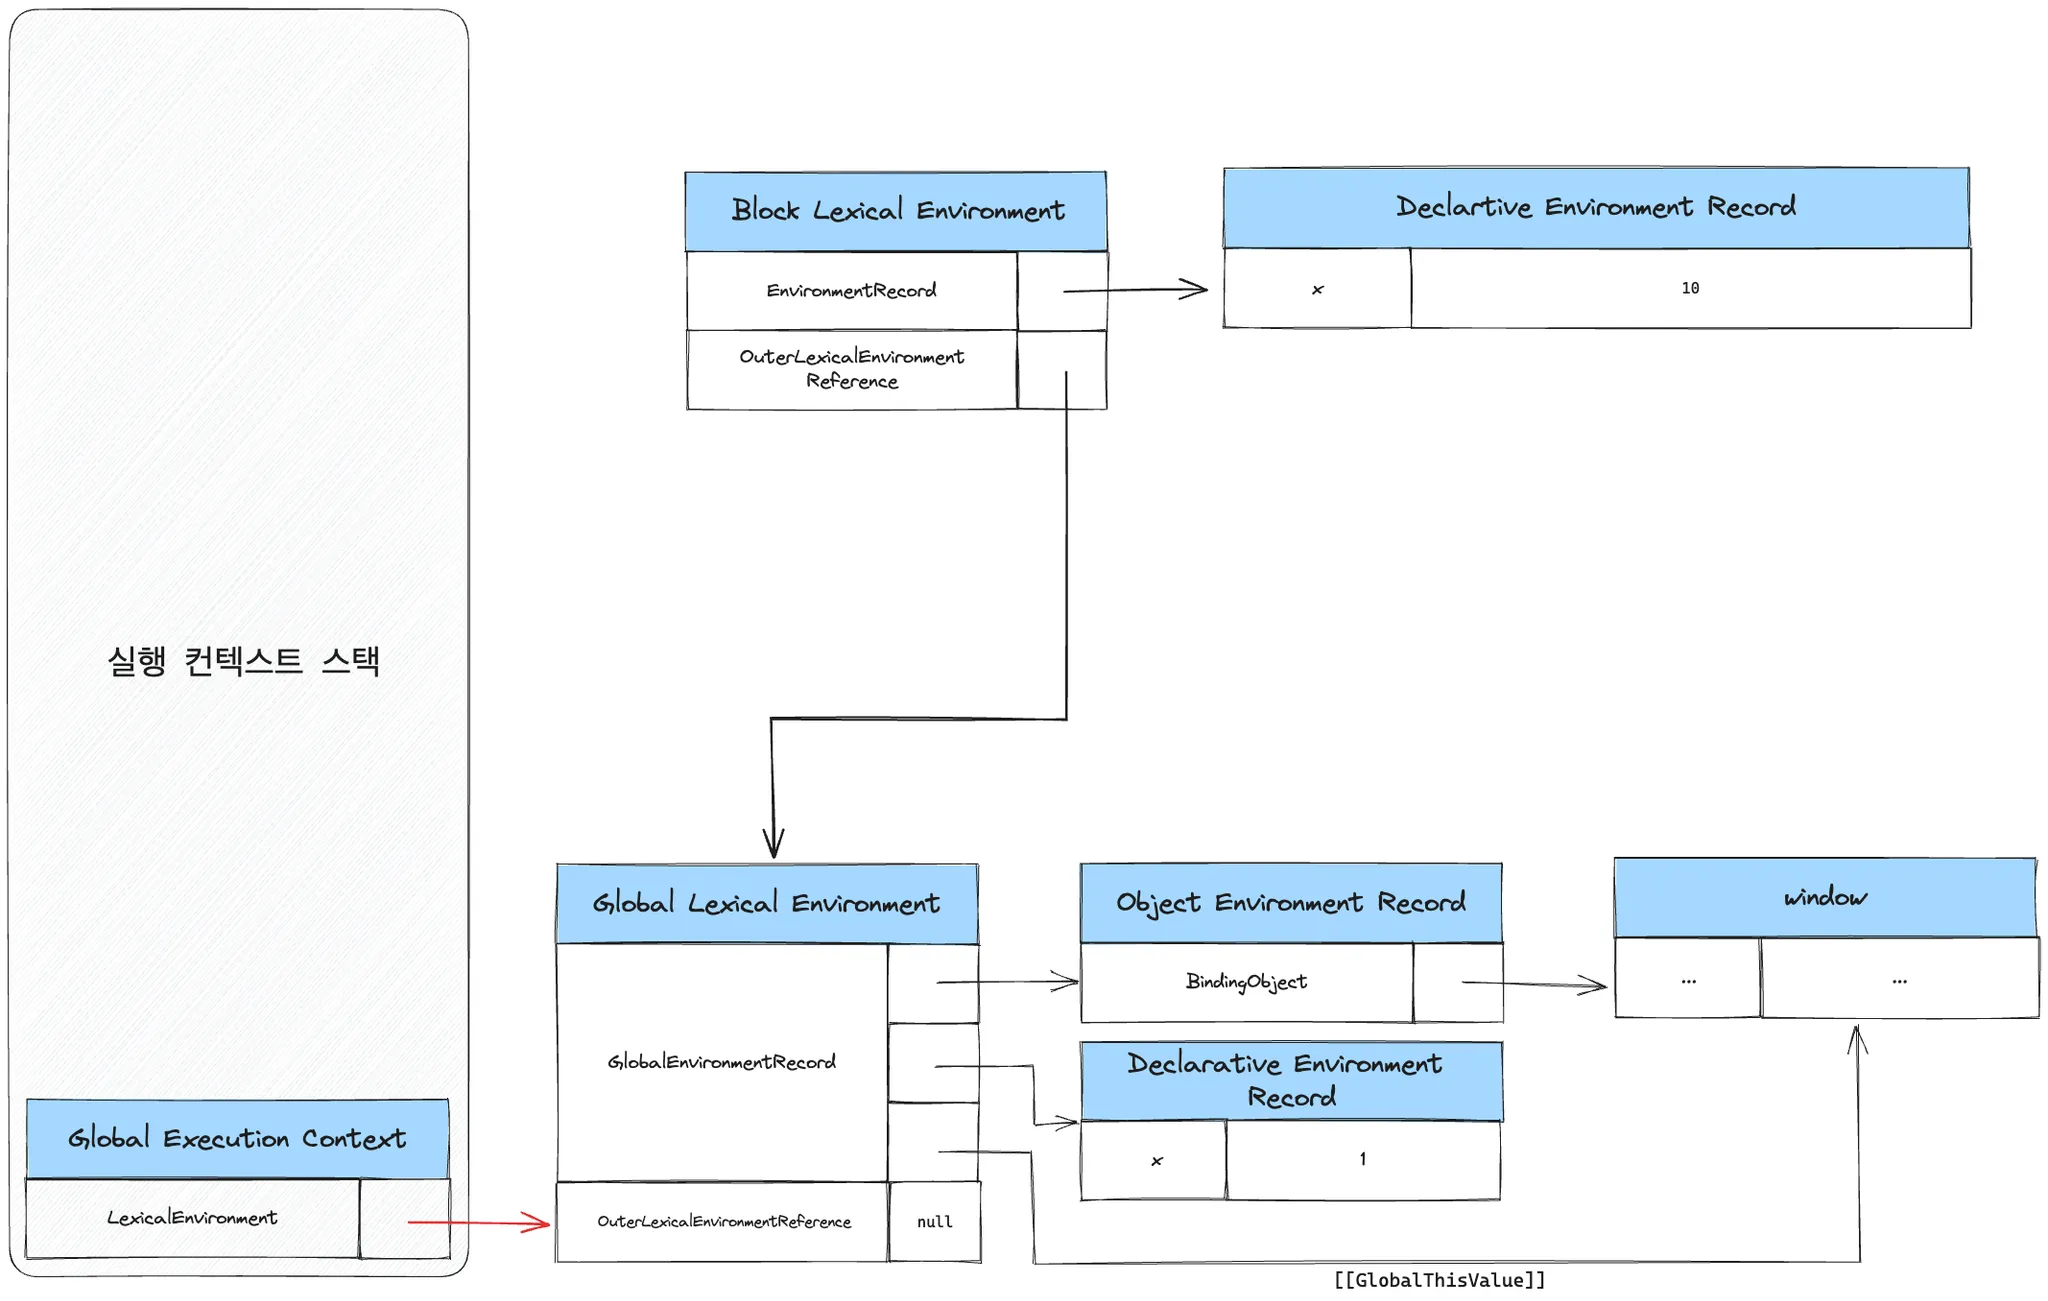 Block Lexical Environment
EnvironmentRecord
OuterLexicalEnvironment
Reference
Declartive Environment Record
x
10
실행 컨텍스트 스택
Global Execution Context
LexicalEnvironment
Global Lexical Environment
GlobalEnvironmentRecord
OuterLexicalEnvironmentReference
null
Object Environment Record
BindingObject
window
...
...
Declarative Environment
Record
x
1
[[GlobalThisValue]]